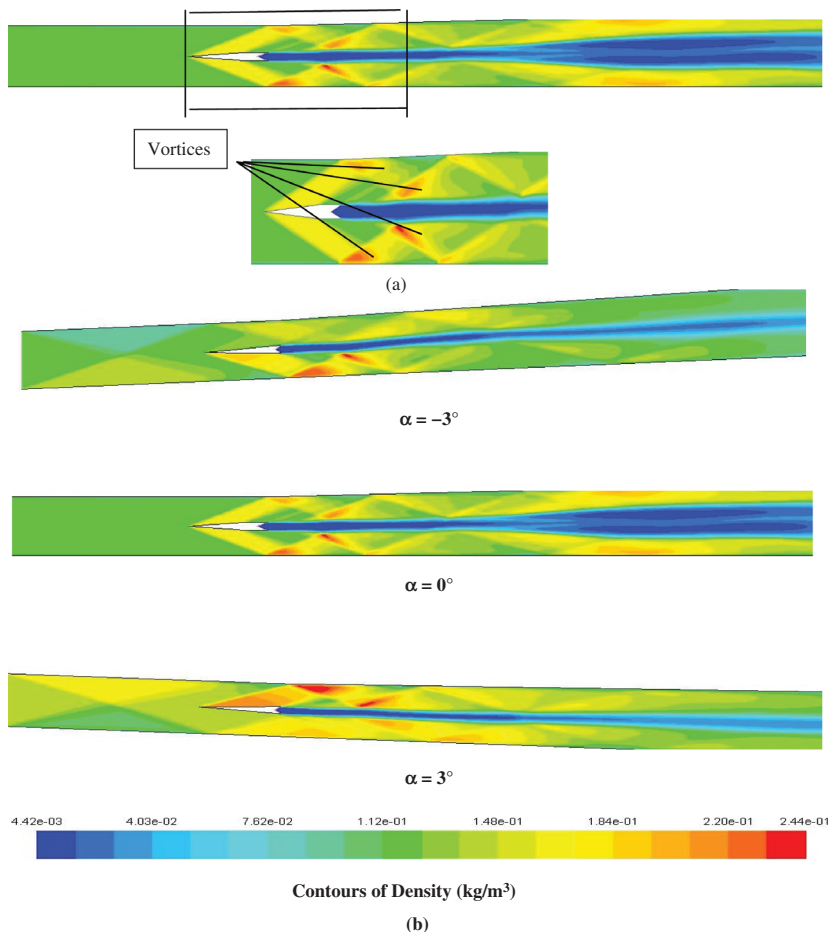 Vortices
(a)
α = −3°
α = 0°
α = 3°
4.42e-03 4.03e-02 7.62e-02 1.12e-01 1.48e-01 1.84e-01 2.20e-01 2.44e-01
Contours of Density (kg/m³)
(b)